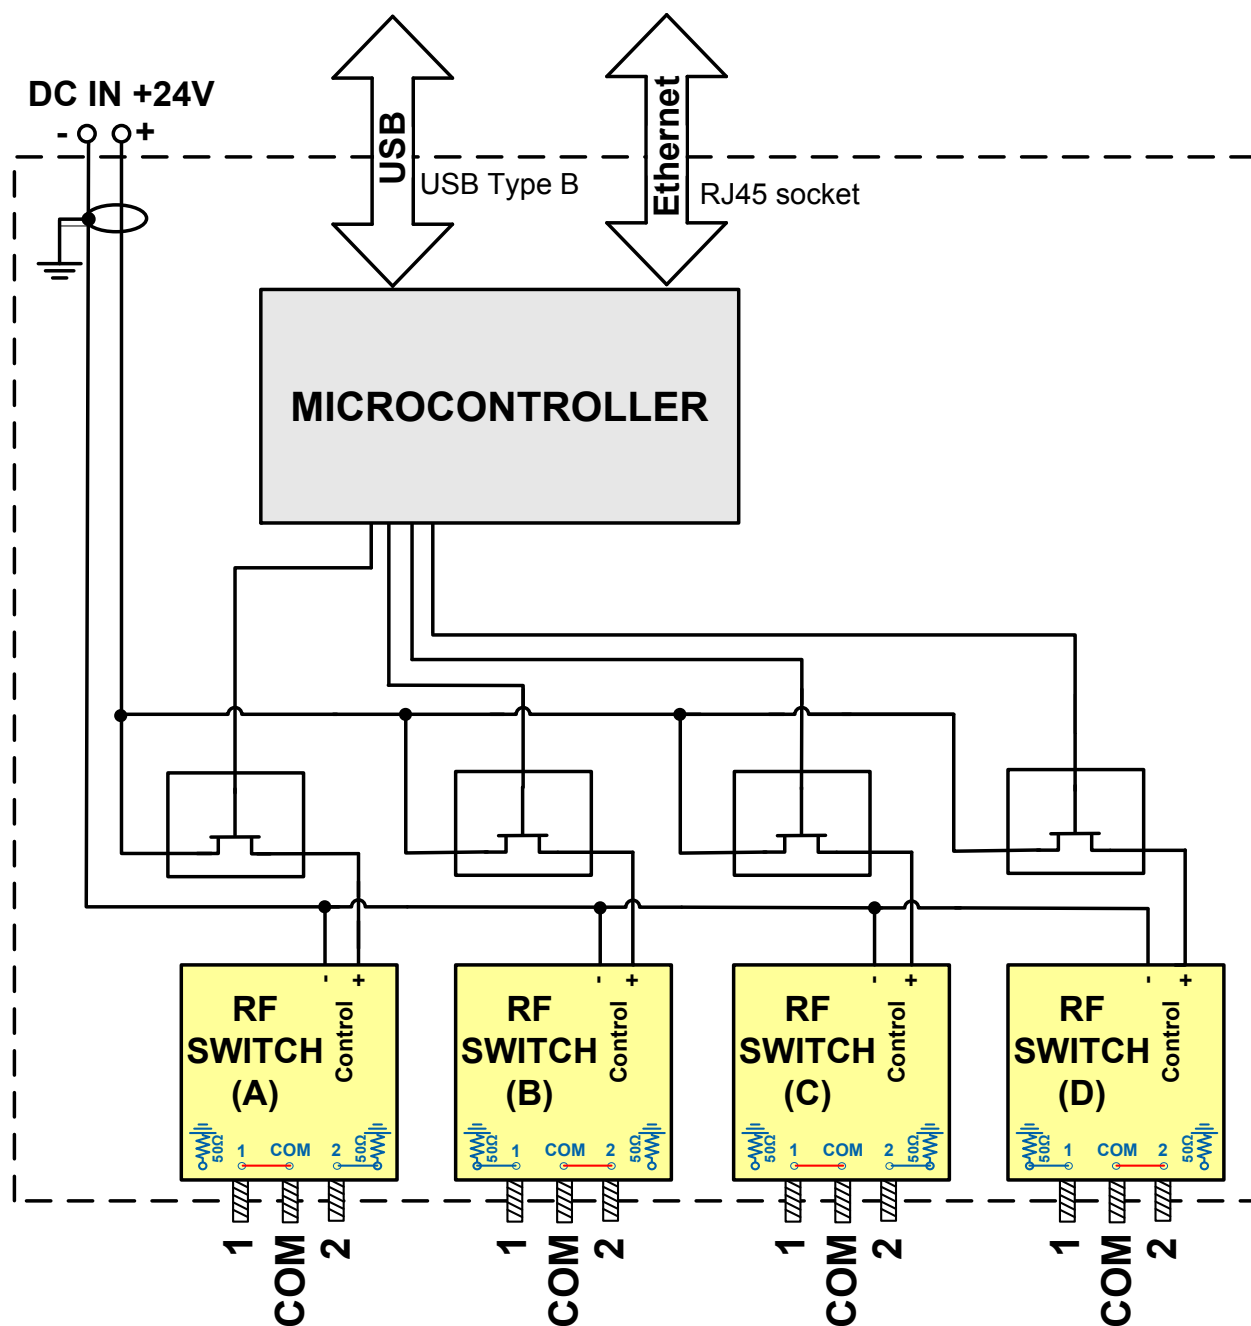 DC IN +24V
- +
USB
USB Type B
Ethernet
RJ45 socket
MICROCONTROLLER
- +
Control
RF
SWITCH
(A)
50Ω
1 COM 2
50Ω
- +
Control
RF
SWITCH
(B)
50Ω
1 COM 2
50Ω
- +
Control
RF
SWITCH
(C)
50Ω
1 COM 2
50Ω
- +
Control
RF
SWITCH
(D)
50Ω
1 COM 2
50Ω
1 COM 2
1 COM 2
1 COM 2
1 COM 2